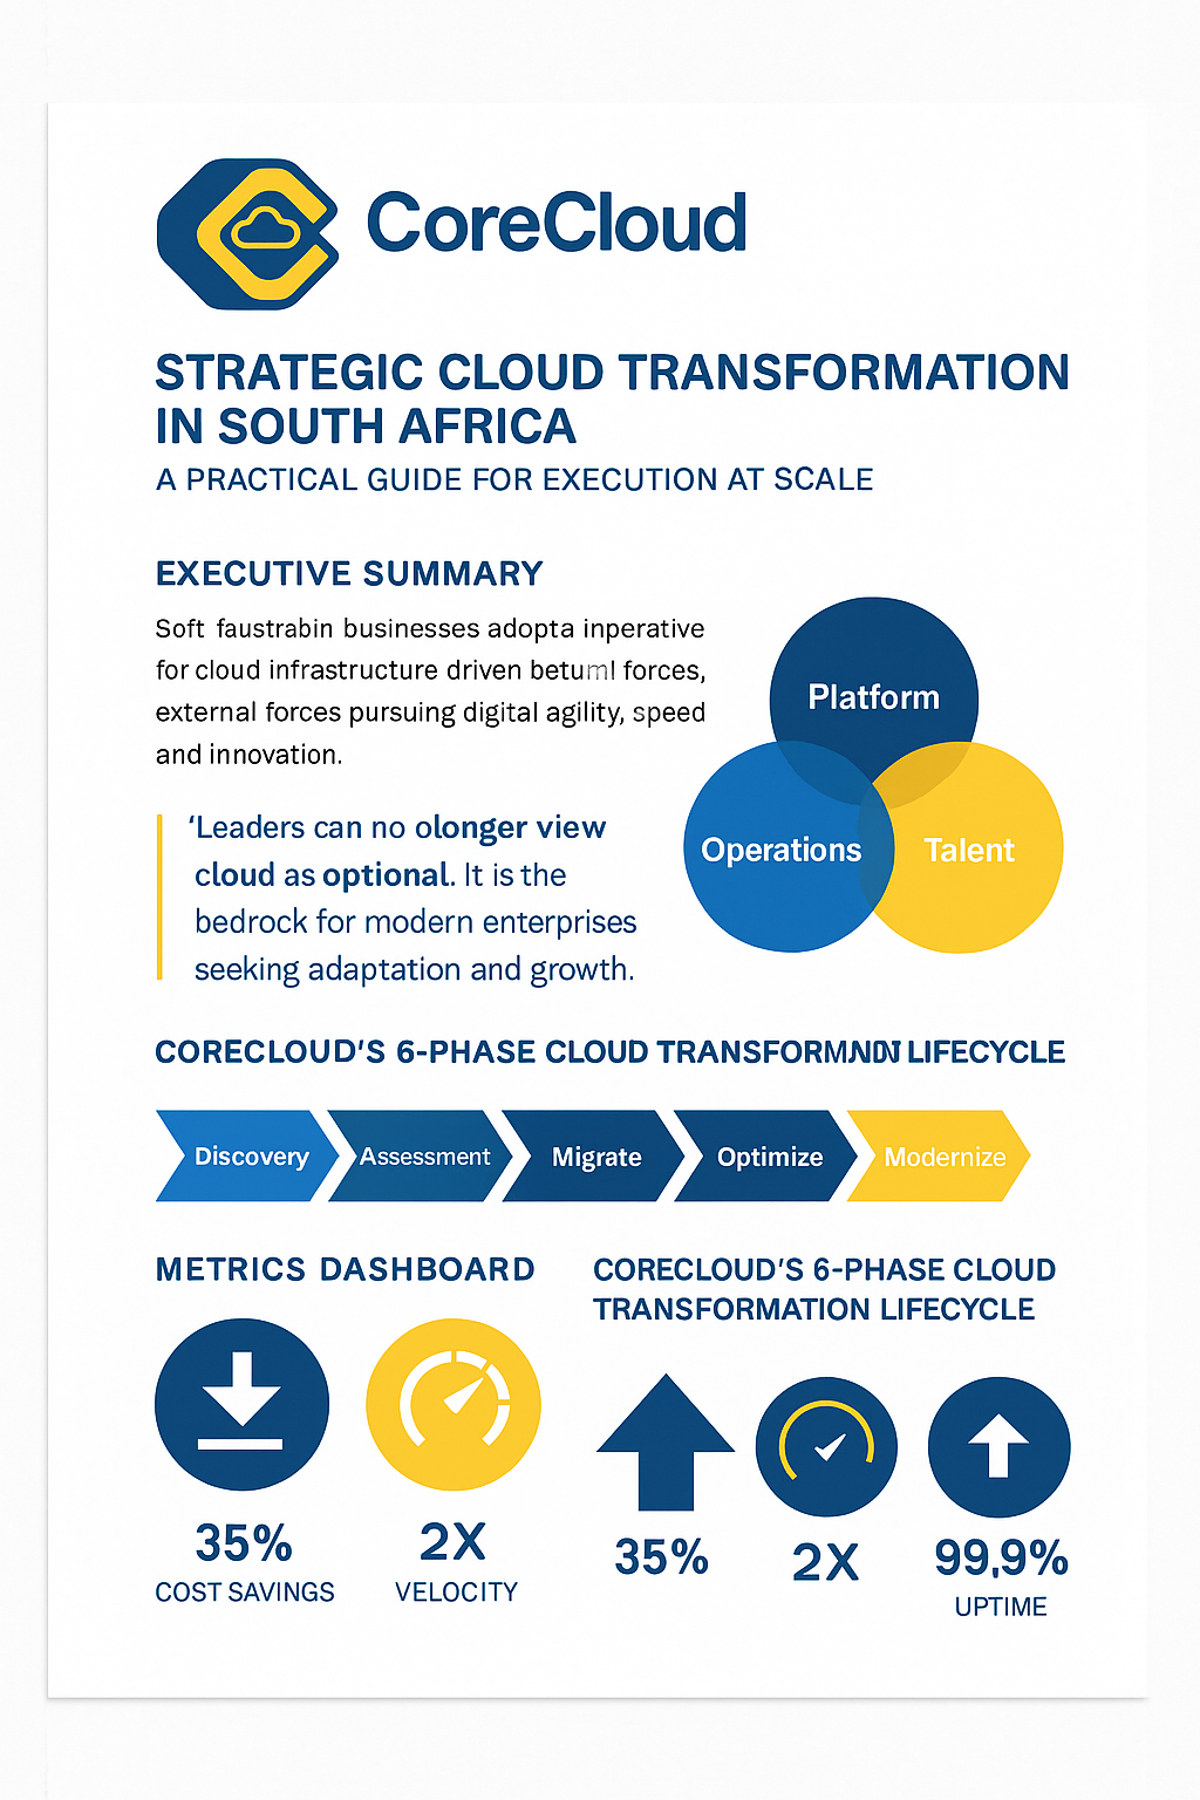 CoreCloud
STRATEGIC CLOUD TRANSFORMATION
IN SOUTH AFRICA
A PRACTICAL GUIDE FOR EXECUTION AT SCALE
EXECUTIVE SUMMARY
Soft faustrabin businesses adopta inperative
for cloud infrastructure driven forces,
external forces pursuing digital agility, speed
and innovation.
‘Leaders can no olonger view
cloud as optional. It is the
bedrock for modern enterprises
seeking adaptation and growth.
Platform
Operations
Talent
CORECLOUD'S 6-PHASE CLOUD LIFECYCLE
Discovery
Assessment
Migrate
Optimize
Modernize
METRICS DASHBOARD
35%
COST SAVINGS
2X
VELOCITY
CORECLOUD'S 6-PHASE CLOUD
TRANSFORMATION LIFECYCLE
35%
2X
99,9%
UPTIME